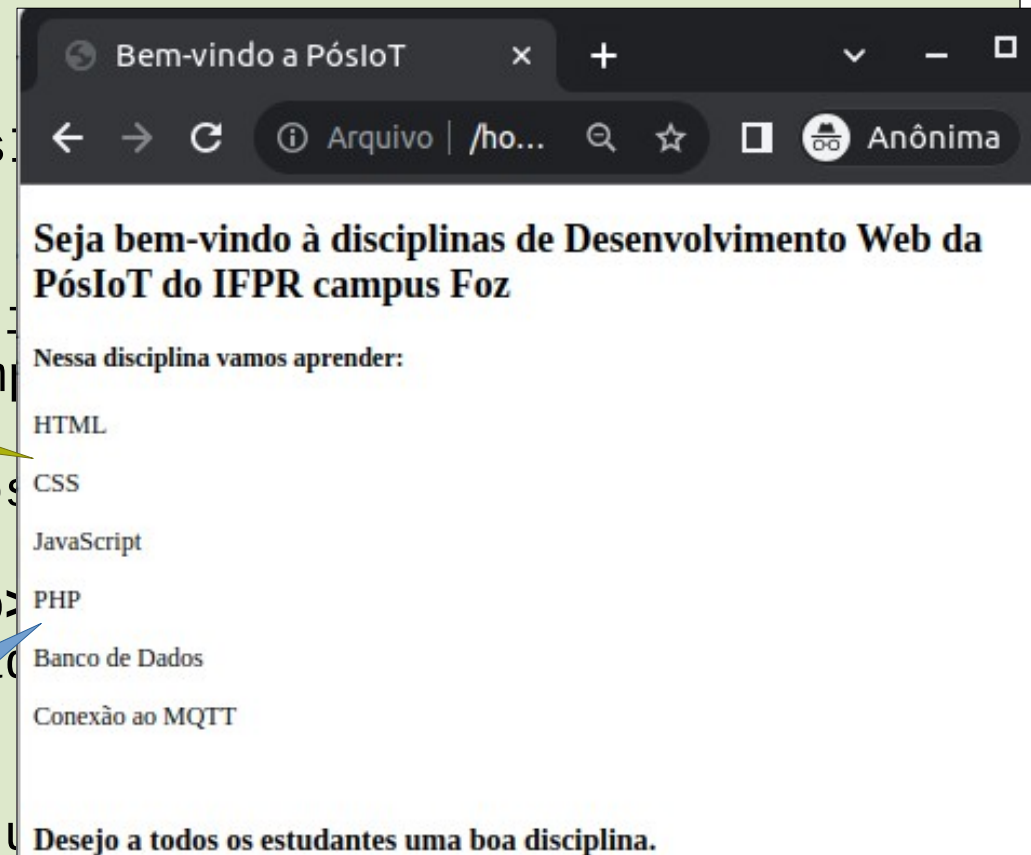 Bem-vindo a PósIoT
Arquivo | /ho...
Anônima
Seja bem-vindo à disciplinas de Desenvolvimento Web da
PósIoT do IFPR campus Foz
Nessa disciplina vamos aprender:
HTML
CSS
JavaScript
PHP
Banco de Dados
Conexão ao MQTT
Desejo a todos os estudantes uma boa disciplina.